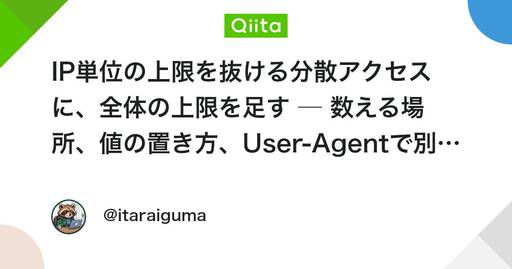 Qiita
IP単位の上限を抜ける分散アクセス
に、全体の上限を足す ─ 数える場
所、値の置き方、User-Agentで別…
@itaraiguma